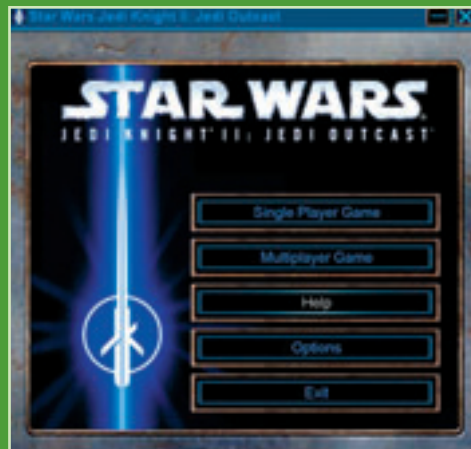 Star Wars Jedi Knight II: Jedi Outcast
STAR WARS
JEDI KNIGHT II: JEDI OUTCAST
Single Player Game
Multiplayer Game
Help
Options
Exit